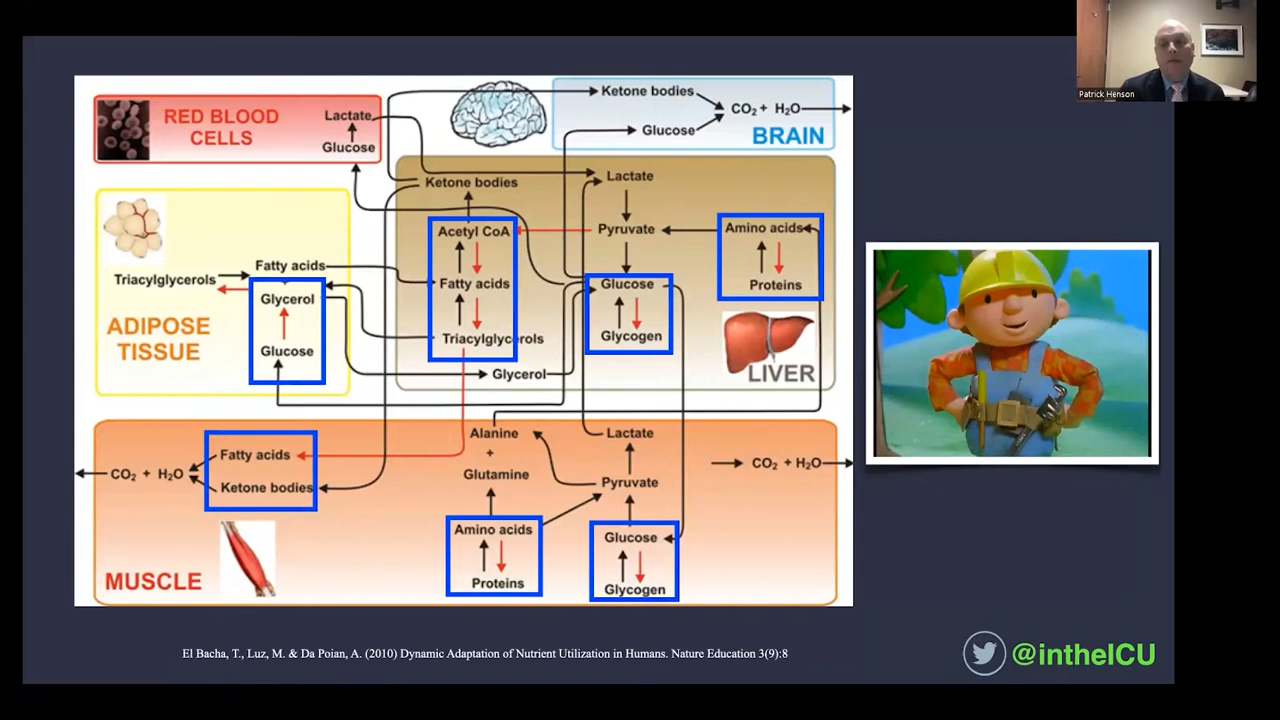 Patrick Henson
RED BLOOD
CELLS
Lactate
Glucose
Ketone bodies
Glucose
CO2 + H2O
BRAIN
Ketone bodies
Acetyl CoA
Fatty acids
Triacylglycerols
Glycerol
Lactate
Pyruvate
Glucose
Glycogen
Amino acids
Proteins
LIVER
Triacylglycerols
Fatty acids
Glycerol
Glucose
ADIPOSE
TISSUE
CO2 + H2O
Fatty acids
Ketone bodies
Alanine
+
Glutamine
Amino acids
Proteins
Lactate
Pyruvate
Glucose
Glycogen
CO2 + H2O
MUSCLE
El Bacha, T., Luz, M. & Da Poian, A. (2010) Dynamic Adaptation of Nutrient Utilization in Humans. Nature Education 3(9):8
@intheICU